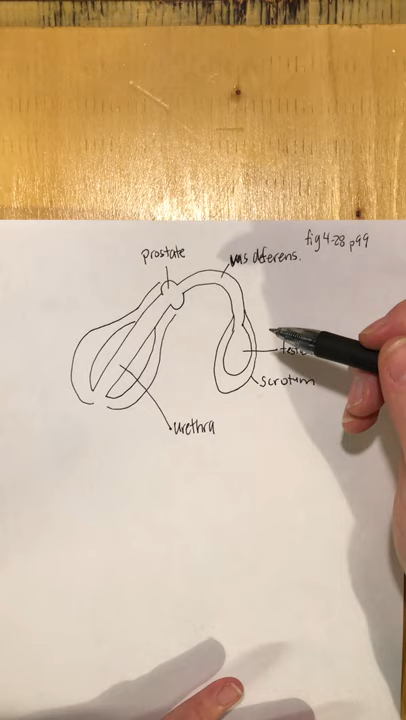 fig 4-28 p99
prostate
vas deferens.
scrotum
urethra